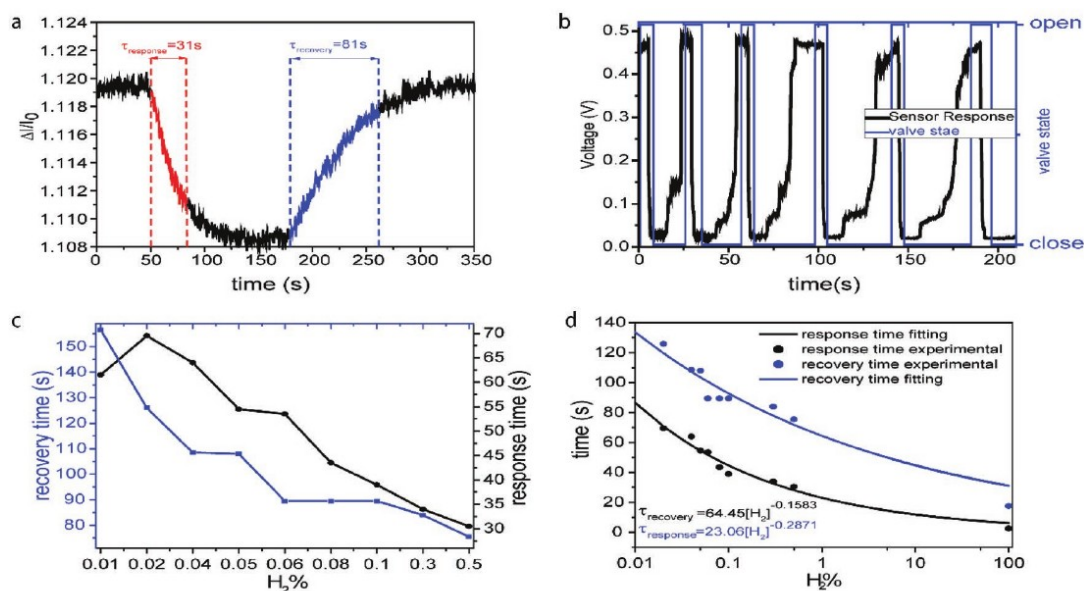 a
1.124
1.122
1.120
1.118
1.116
1.114
1.112
1.110
1.108
ΔI/I0
τresponse=31s
τrecovery=81s
0 50 100 150 200 250 300 350
time (s)
b
0.5
0.4
0.3
0.2
0.1
0.0
Voltage (V)
Sensor Response
valve stae
open
valve state
close
0 50 100 150 200
time(s)
c
150
140
130
120
110
100
90
80
recovery time (s)
70
65
60
55
50
45
40
35
30
response time (s)
0.01 0.02 0.04 0.05 0.06 0.08 0.1 0.3 0.5
H2%
d
140
120
100
80
60
40
20
0
time (s)
response time fitting
response time experimental
recovery time experimental
recovery time fitting
τrecovery=64.45[H2]-0.1583
τresponse=23.06[H2]-0.2871
0.01 0.1 1 10 100
H2%